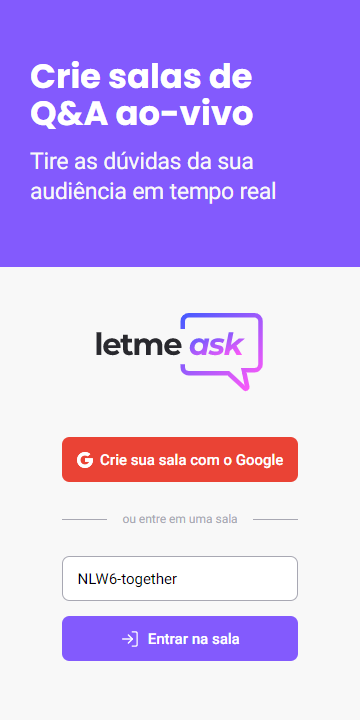 Crie salas de
Q&A ao-vivo
Tire as dúvidas da sua
audiência em tempo real
letme ask
Crie sua sala com o Google
ou entre em uma sala
NLW6-together
Entrar na sala